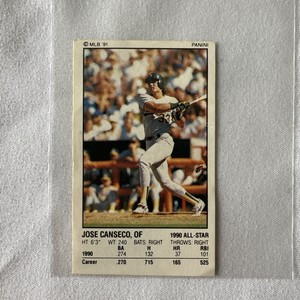 © MLB '91 PANINI
JOSE CANSECO, OF 1990 ALL-STAR
HT 6'3" WT 240 BATS: RIGHT THROWS: RIGHT
BA H HR RBI
1990 .274 132 37 101
Career .270 715 165 525